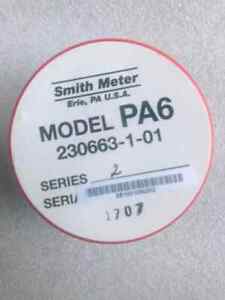 Smith Meter
Erie, PA U.S.A.
MODEL PA6
230663-1-01
SERIES 2
SERIA
1707